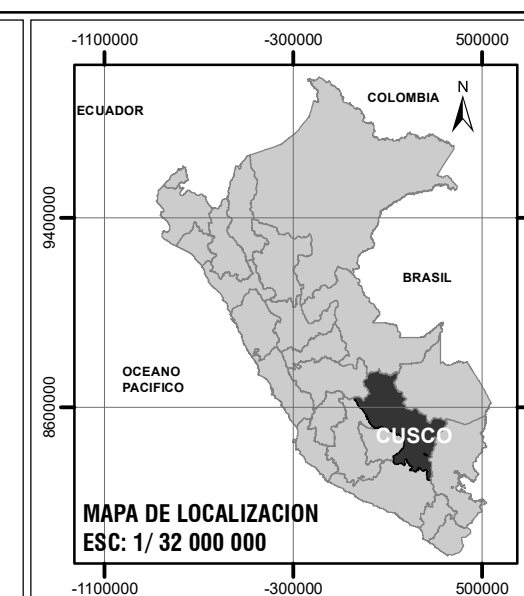 -1100000 -300000 500000
ECUADOR
COLOMBIA
N
9400000
BRASIL
OCEANO
PACIFICO
8600000
CUSCO
MAPA DE LOCALIZACION
ESC: 1/ 32 000 000
-1100000 -300000 500000